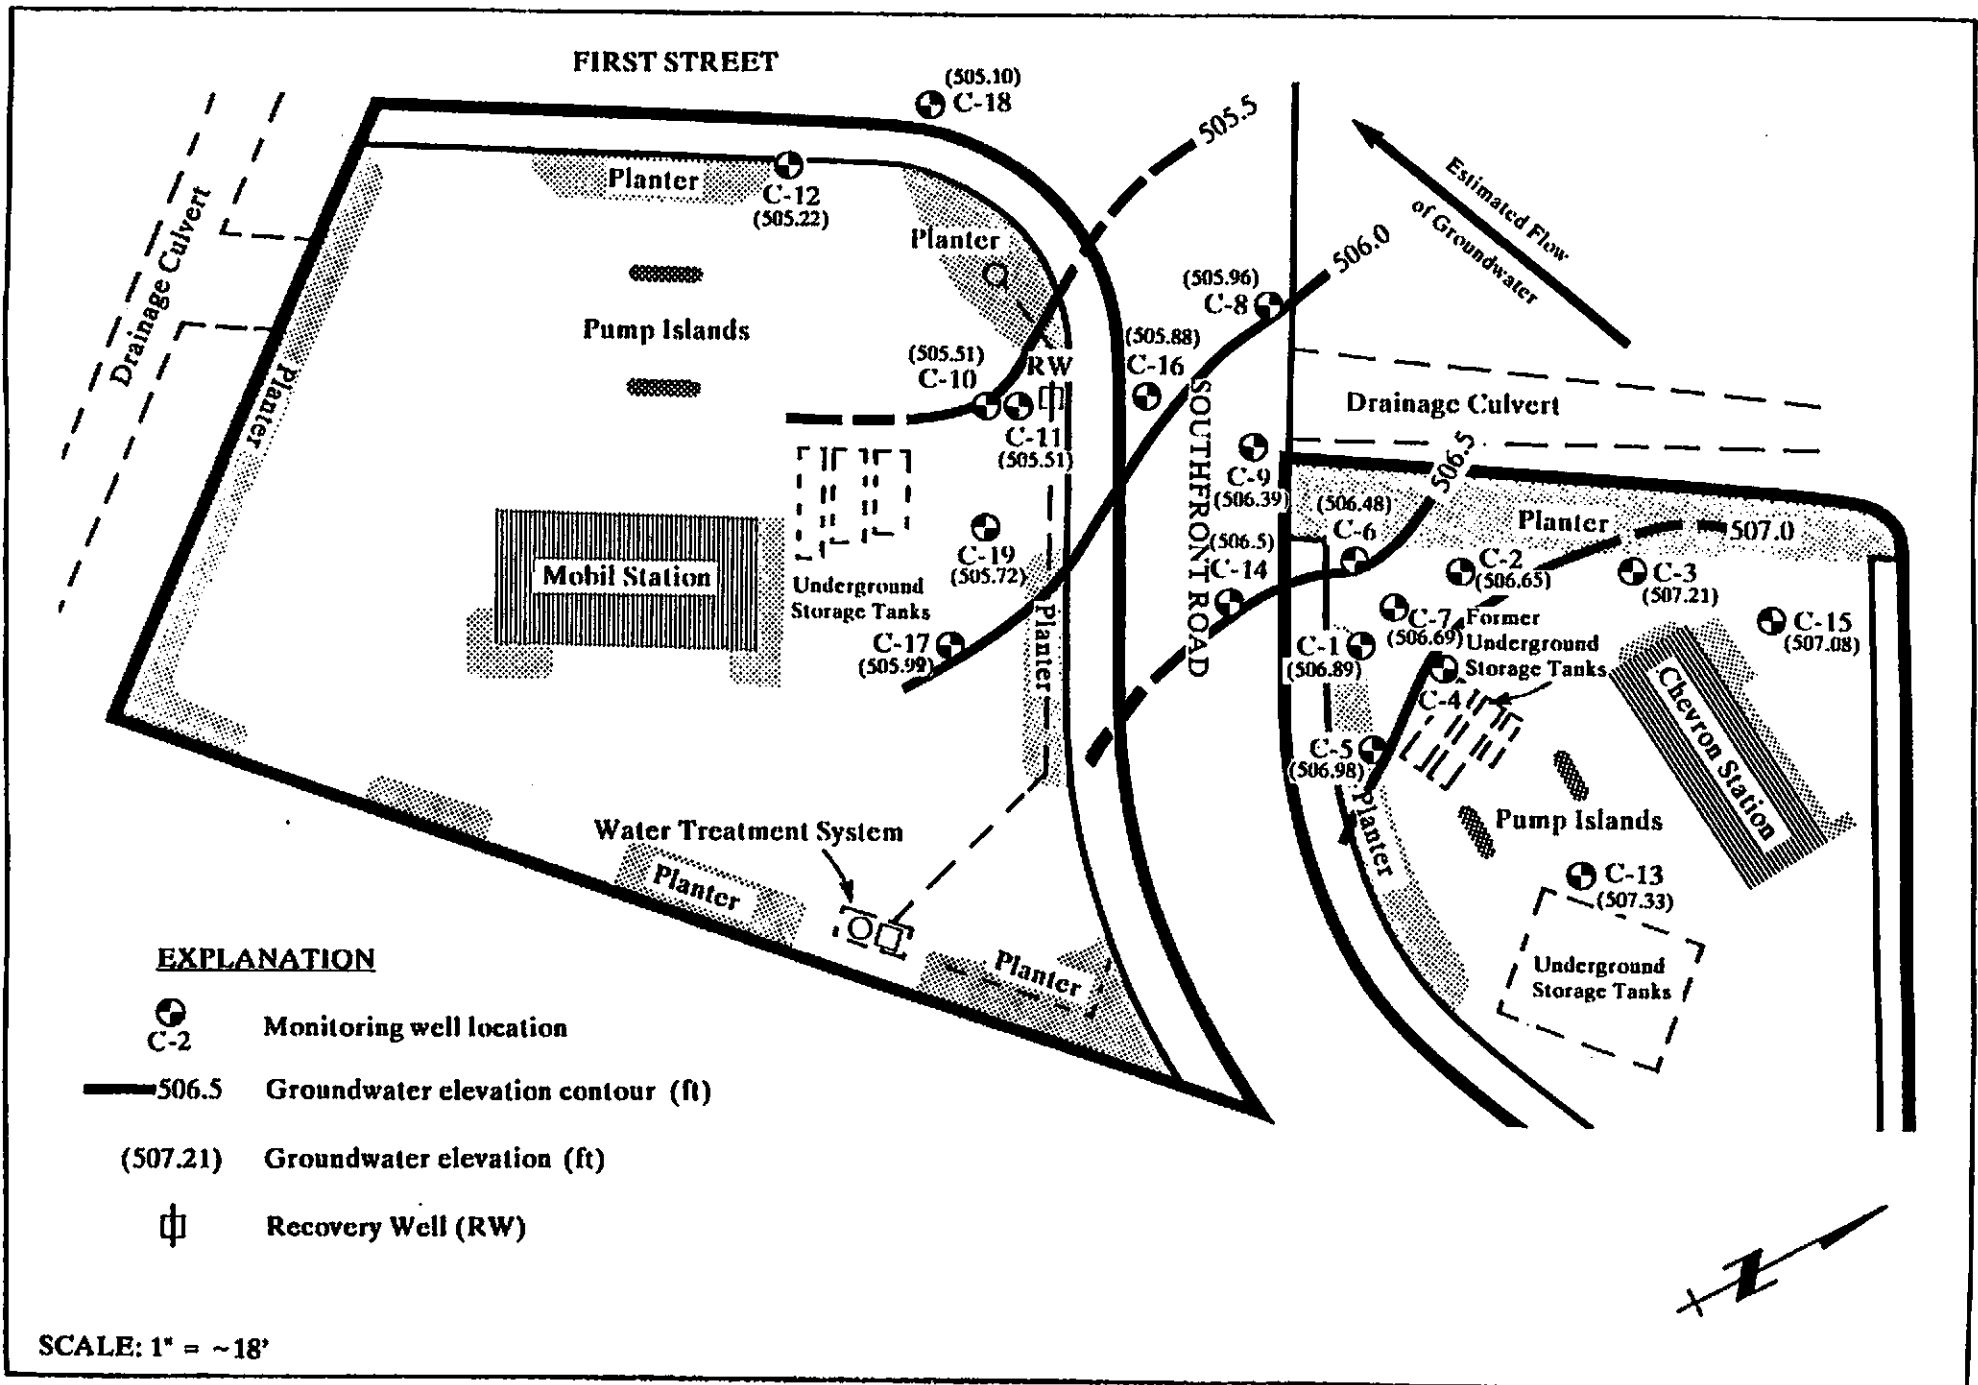 FIRST STREET
(505.10)
C-18
505.5
Estimated Flow
of Groundwater
Planter
C-12
(505.22)
Drainage Culvert
Planter
506.0
(505.96)
C-8
Pump Islands
(505.88)
C-16
(505.51)
C-10
RW
Planter
C-11
(505.51)
SOUTHFRONT ROAD
Drainage Culvert
506.5
C-9
(506.39)
(506.48)
C-6
Planter
507.0
(506.5)
C-14
C-19
(505.72)
Mobil Station
Underground
Storage Tanks
C-2
(506.65)
C-3
(507.21)
C-7
(506.69)
Former
Underground
Storage Tanks
C-15
(507.08)
C-17
(505.99)
Planter
C-1
(506.89)
C-4
Chevron Station
C-5
(506.98)
Planter
Pump Islands
Water Treatment System
Planter
C-13
(507.33)
Underground
Storage Tanks
Planter
EXPLANATION
C-2
Monitoring well location
506.5
Groundwater elevation contour (ft)
(507.21)
Groundwater elevation (ft)
Recovery Well (RW)
N
SCALE: 1" = ~18'